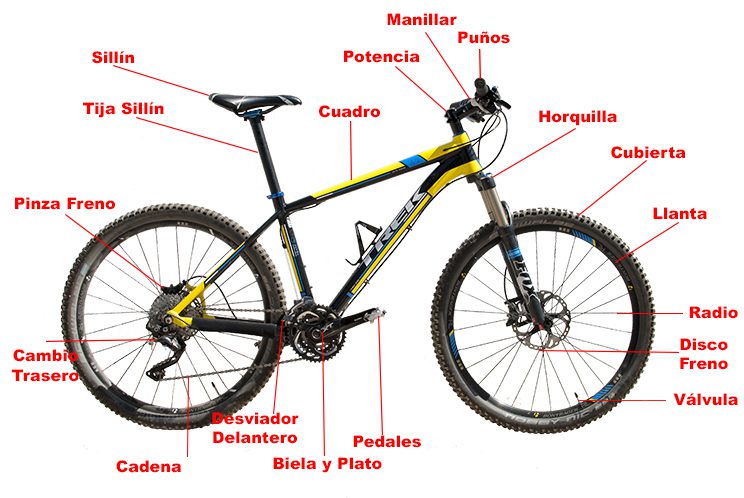 Manillar
Puños
Potencia
Sillín
Tija Sillín
Cuadro
Horquilla
Cubierta
Pinza Freno
Llanta
TREK
Radio
Cambio
Trasero
Disco
Freno
Válvula
Desviador
Delantero
Pedales
Cadena
Biela y Plato